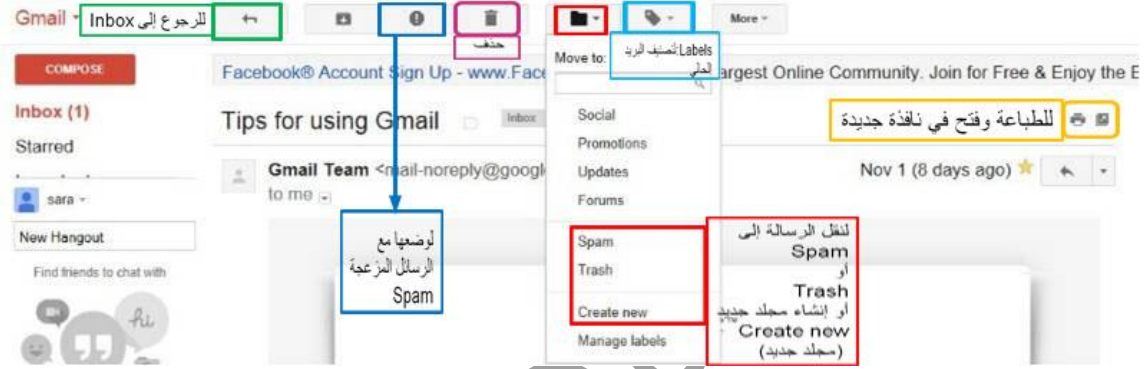 Gmail
للرجوع إلى Inbox
More
حذف
Move to:
Labels:لتصنيف البريد
الحالي
COMPOSE
Facebook® Account Sign Up - www.Face
argest Online Community. Join for Free & Enjoy the E
Inbox (1)
Tips for using Gmail
Inbox
Social
للطباعة وفتح في نافذة جديدة
Starred
Promotions
Gmail Team <mail-noreply@googl
Updates
Nov 1 (8 days ago)
sara
to me
Forums
New Hangout
لوضعها مع
الرسائل المزعجة
Spam
Spam
Trash
Create new
Manage labels
لنقل الرسالة إلى
Spam
أو
Trash
أو إنشاء مجلد جديد
Create new
(مجلد جديد)
Find friends to chat with
hi